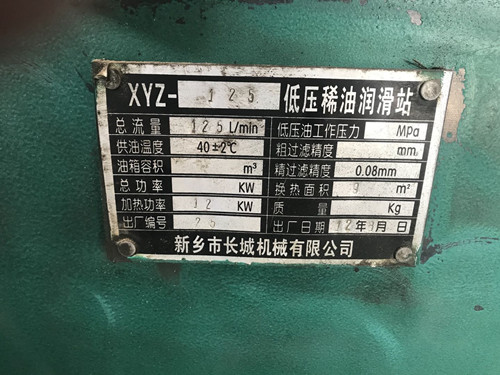 XYZ-125 低压稀油润滑站
总流量 125 L/min 低压油工作压力 MPa
供油温度 40±2℃ 粗过滤精度 mm
油箱容积 m³ 精过滤精度 0.08mm
总功率 KW 换热面积 9 m²
加热功率 12 KW 质量 Kg
出厂编号 25 出厂日期 12年 月 日
新乡市长城机械有限公司